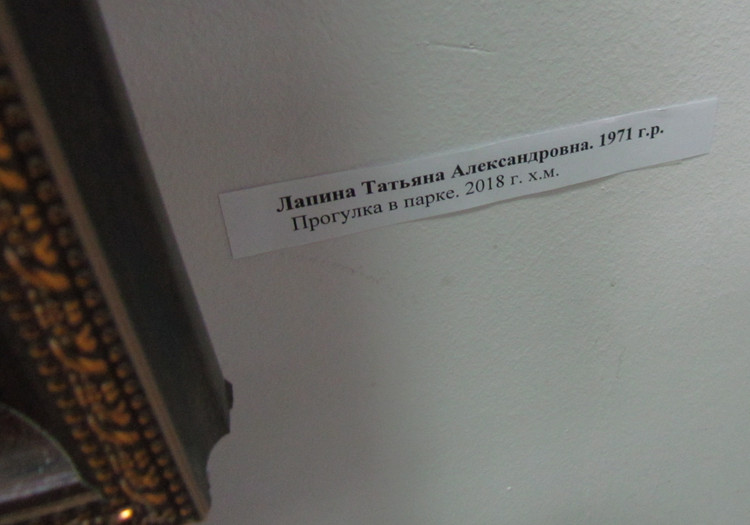 Лапина Татьяна Александровна. 1971 г.р.
Прогулка в парке. 2018 г. х.м.